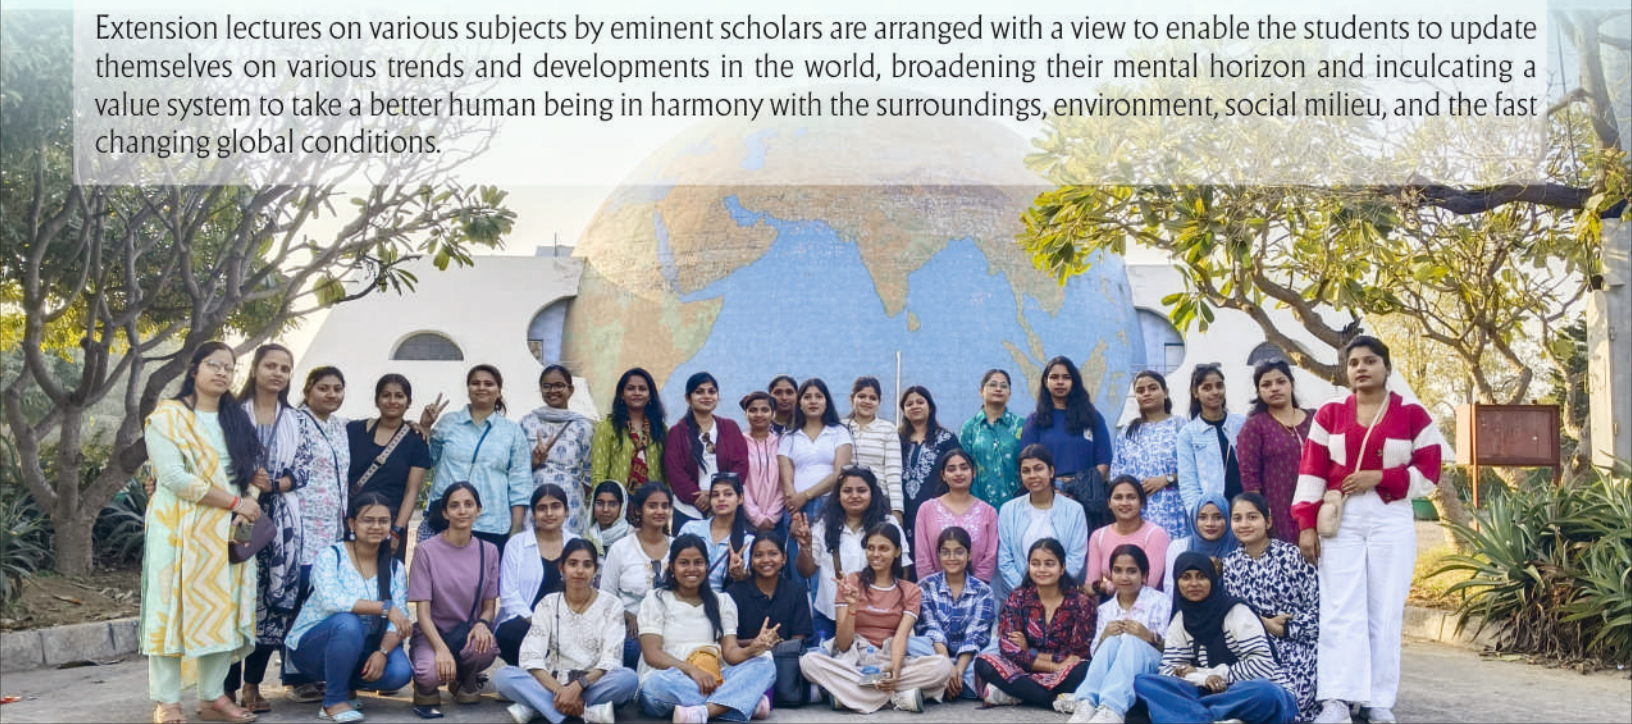 Extension lectures on various subjects by eminent scholars are arranged with a view to enable the students to update
themselves on various trends and developments in the world, broadening their mental horizon and inculcating a
value system to take a better human being in harmony with the surroundings, environment, social milieu, and the fast
changing global conditions.